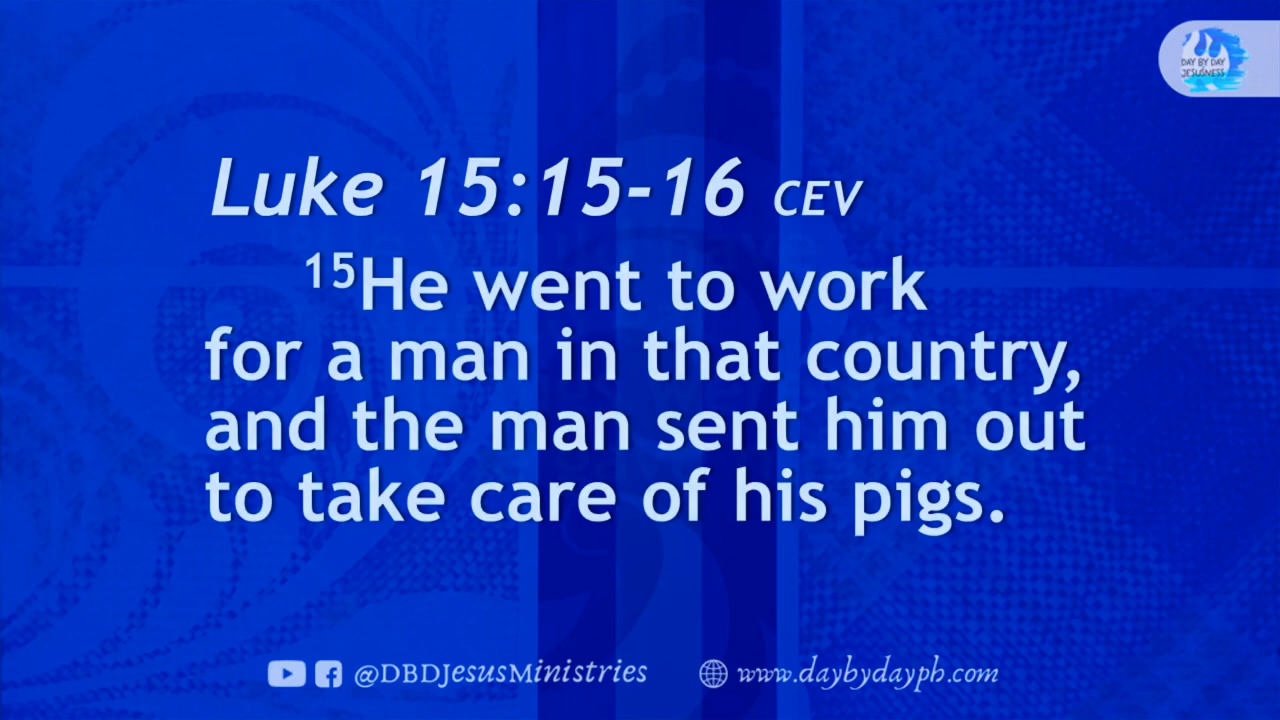 DAY BY DAY
JESUSNESS
Luke 15:15-16 CEV
15He went to work
for a man in that country,
and the man sent him out
to take care of his pigs.
@DBDJesusMinistries
www.daybydayph.com